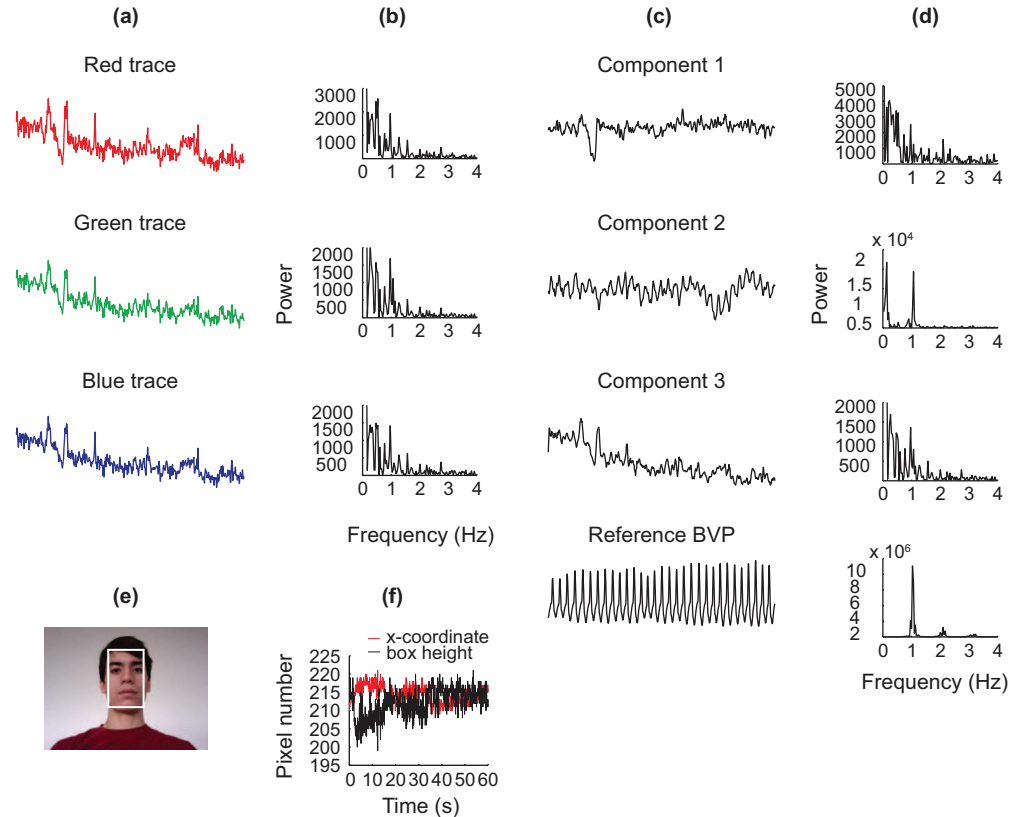 (a)
(b)
(c)
(d)
Red trace
3000
2000
1000
0 1 2 3 4
Component 1
5000
4000
3000
2000
1000
0 1 2 3 4
Green trace
Power
2000
1500
1000
500
0 1 2 3 4
Component 2
Power
x 10^4
2
1.5
1
0.5
0 1 2 3 4
Blue trace
2000
1500
1000
500
0 1 2 3 4
Frequency (Hz)
Component 3
2000
1500
1000
500
0 1 2 3 4
Reference BVP
x 10^6
10
8
6
4
2
0 1 2 3 4
Frequency (Hz)
(e)
(f)
x-coordinate
box height
Pixel number
225
220
215
210
205
200
195
0 10 20 30 40 50 60
Time (s)